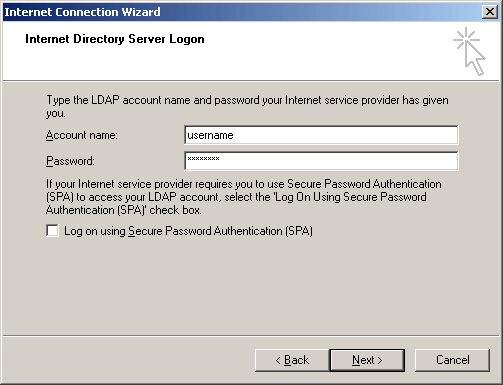 Internet Connection Wizard
Internet Directory Server Logon
Type the LDAP account name and password your Internet service provider has given
you.
Account name:
username
Password:
********
If your Internet service provider requires you to use Secure Password Authentication
(SPA) to access your LDAP account, select the 'Log On Using Secure Password
Authentication (SPA)' check box.
Log on using Secure Password Authentication (SPA)
< Back
Next >
Cancel